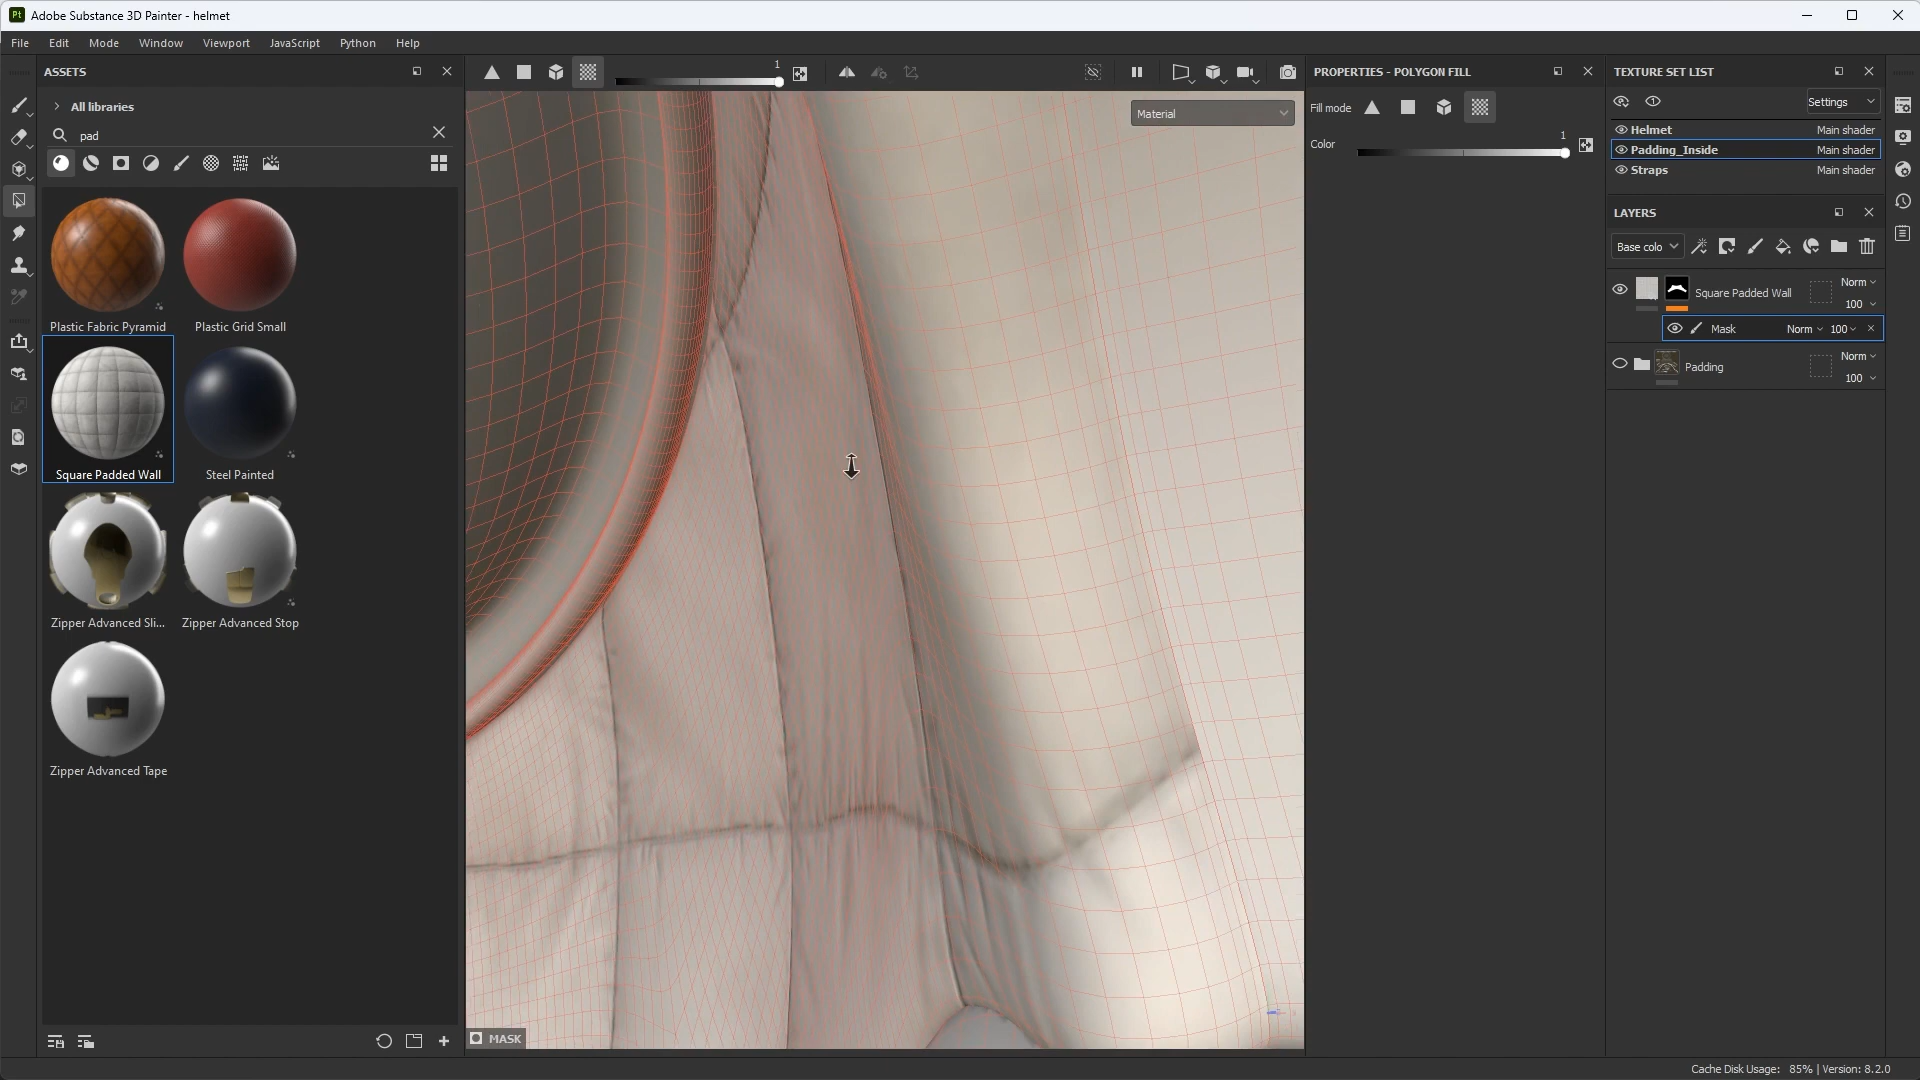 Adobe Substance 3D Painter - helmet
File Edit Mode Window Viewport JavaScript Python Help
ASSETS
All libraries
pad
Plastic Fabric Pyramid
Plastic Grid Small
Square Padded Wall
Steel Painted
Zipper Advanced Sli...
Zipper Advanced Stop
Zipper Advanced Tape
1
Material
MASK
PROPERTIES - POLYGON FILL
Fill mode
Color
1
TEXTURE SET LIST
Settings
Helmet Main shader
Padding_Inside Main shader
Straps Main shader
LAYERS
Base colo
Square Padded Wall
Norm
100
Mask Norm 100
Padding
Norm
100
Cache Disk Usage: 85% | Version: 8.2.0